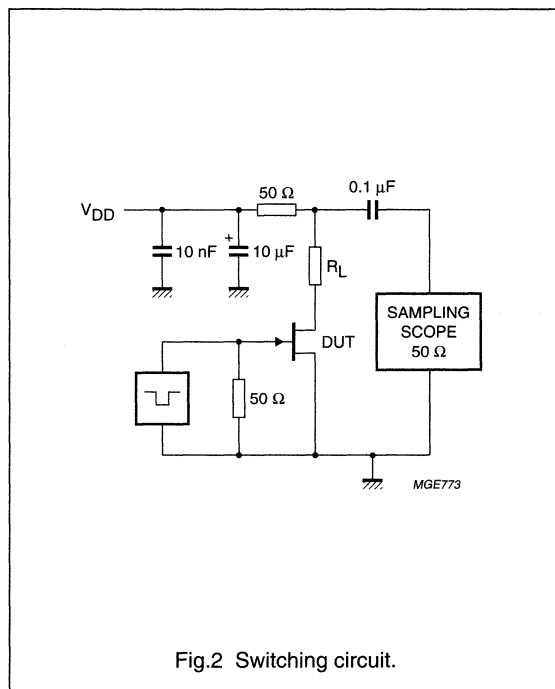 50 Ω
0.1 μF
VDD
+
10 nF
10 μF
RL
SAMPLING
SCOPE
50 Ω
DUT
50 Ω
MGE773
Fig.2 Switching circuit.